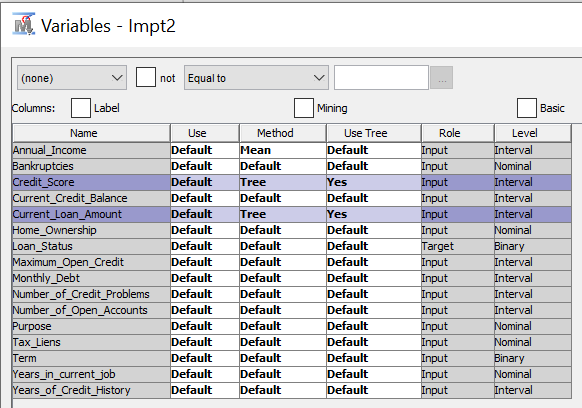 Variables - Impt2
(none) not Equal to ...
Columns: Label Mining Basic
Name Use Method Use Tree Role Level
Annual_Income Default Mean Default Input Interval
Bankruptcies Default Default Default Input Nominal
Credit_Score Default Tree Yes Input Interval
Current_Credit_Balance Default Default Default Input Interval
Current_Loan_Amount Default Tree Yes Input Interval
Home_Ownership Default Default Default Input Nominal
Loan_Status Default Default Default Target Binary
Maximum_Open_Credit Default Default Default Input Interval
Monthly_Debt Default Default Default Input Interval
Number_of_Credit_Problems Default Default Default Input Interval
Number_of_Open_Accounts Default Default Default Input Interval
Purpose Default Default Default Input Nominal
Tax_Liens Default Default Default Input Nominal
Term Default Default Default Input Binary
Years_in_current_job Default Default Default Input Nominal
Years_of_Credit_History Default Default Default Input Interval